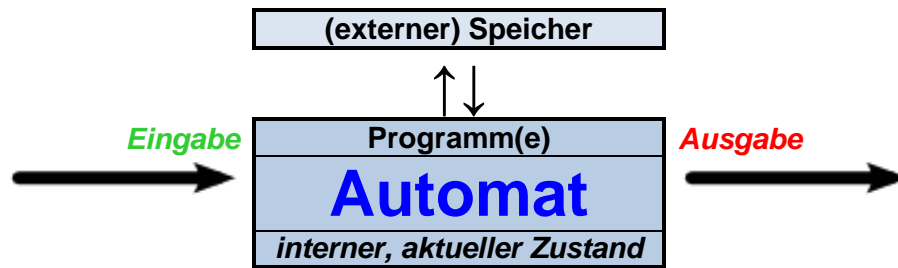 (externer) Speicher
Eingabe
Programm(e)
Ausgabe
Automat
interner, aktueller Zustand